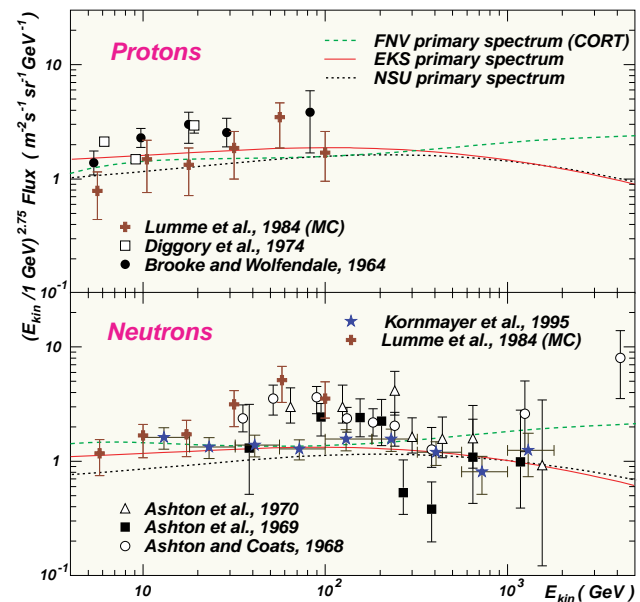 (E_kin /1 GeV)^2.75 Flux ( m^-2 s^-1 sr^-1 GeV^-1 )
Protons
FNV primary spectrum (CORT)
EKS primary spectrum
NSU primary spectrum
10
1
10^-1
Lumme et al., 1984 (MC)
Diggory et al., 1974
Brooke and Wolfendale, 1964
Neutrons
Kornmayer et al., 1995
Lumme et al., 1984 (MC)
10
1
10^-1
Ashton et al., 1970
Ashton et al., 1969
Ashton and Coats, 1968
10
10^2
10^3
E_kin (GeV)